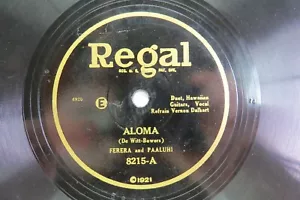 Regal
REG. U. S. PAT. OFF.
Duet, Hawaiian
Guitars, Vocal
Refrain Vernon Dalhart
E
ALOMA
(De Witt-Bowers)
FERERA and PAALUHI
8215-A
©1921